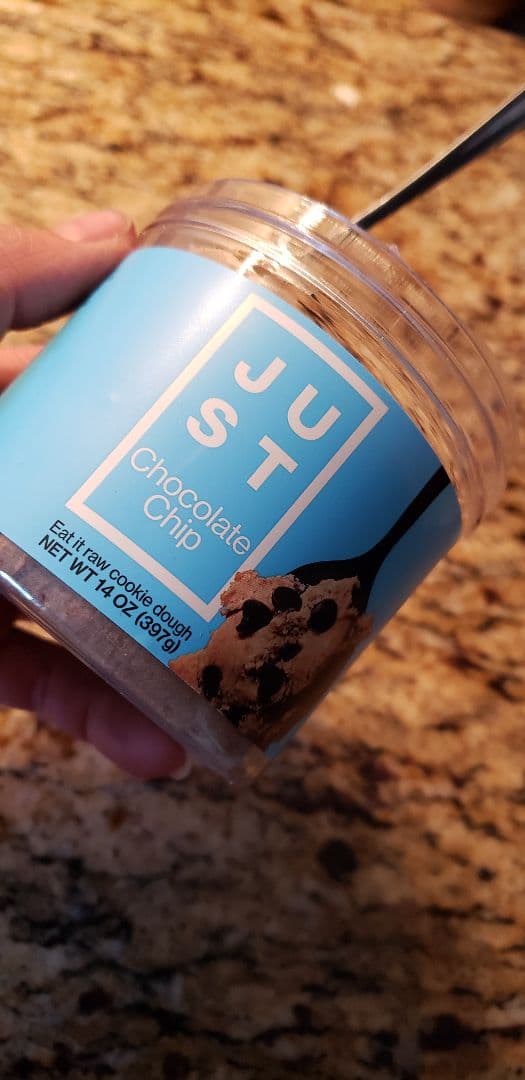 JU
ST
Chocolate
Chip
Eat it raw cookie dough
NET WT 14 OZ (397g)